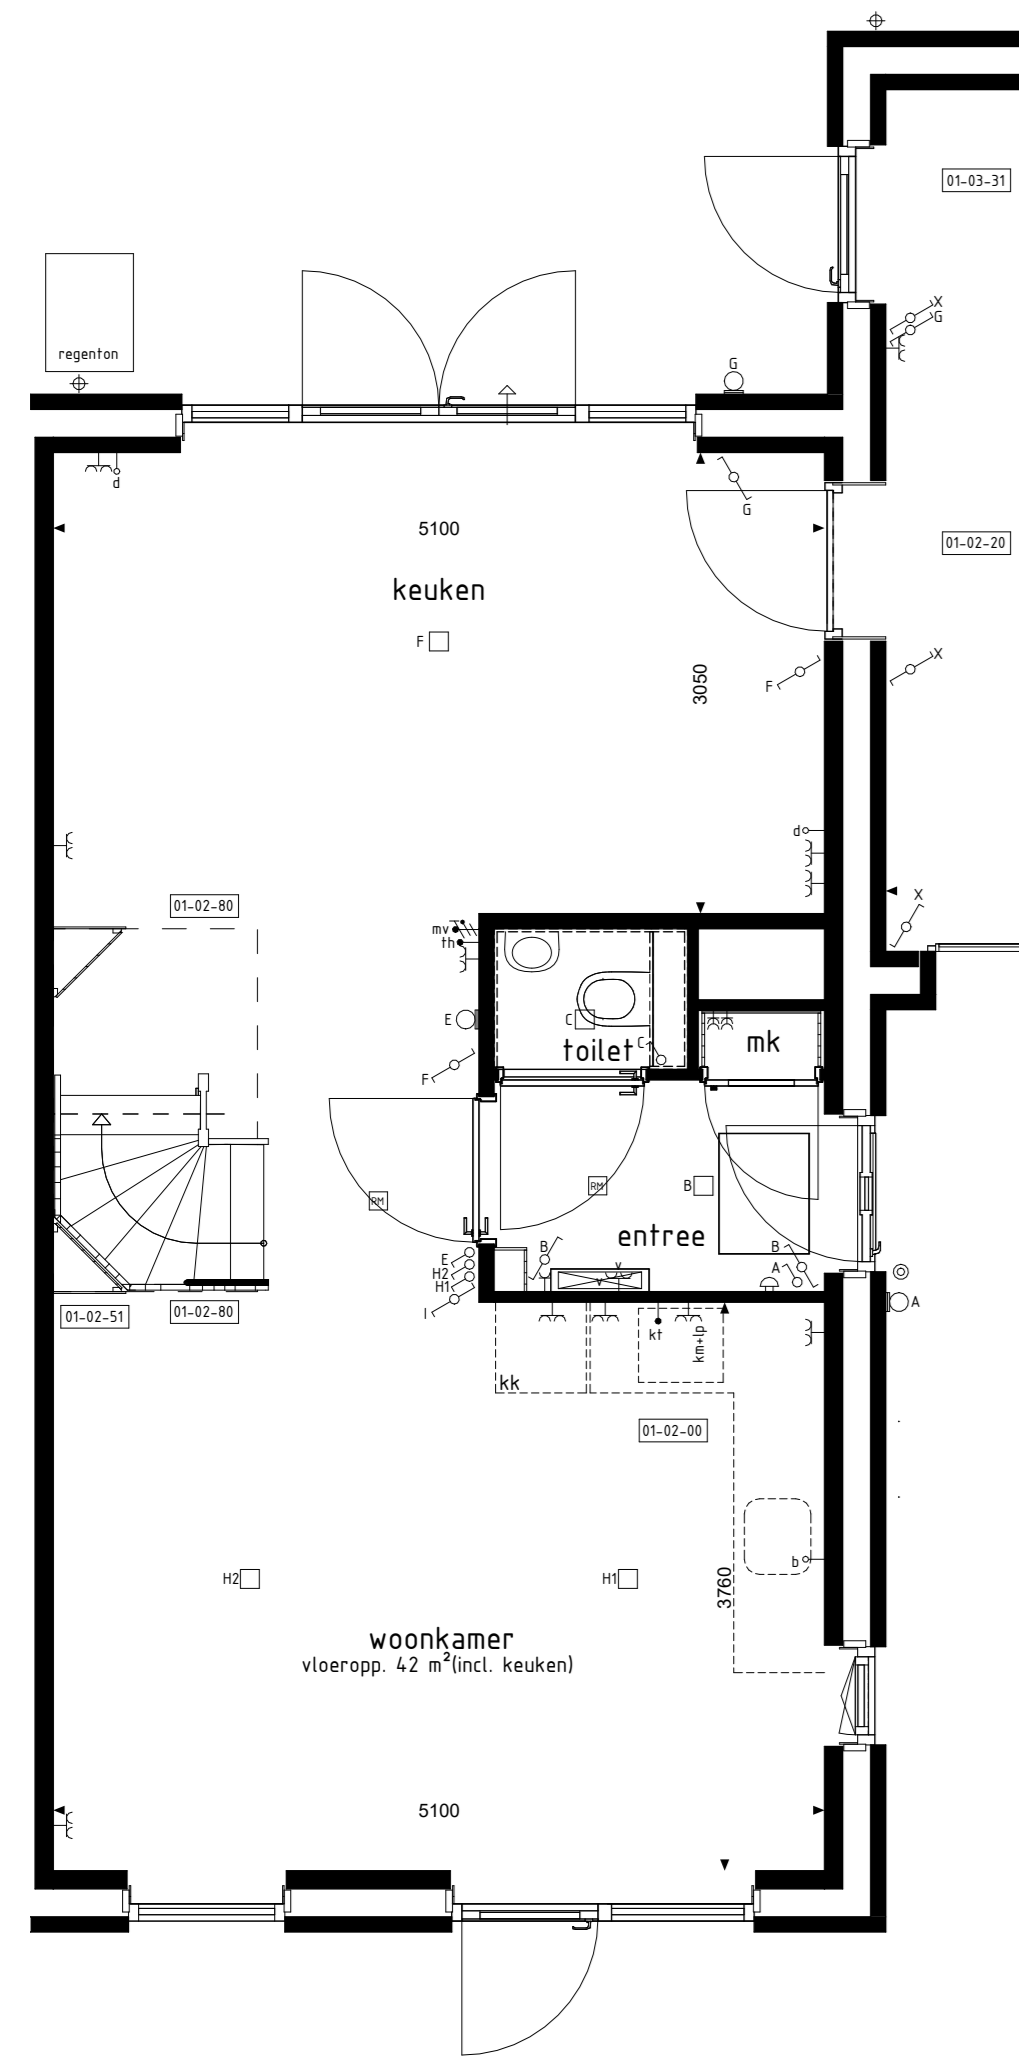 01-03-31
X
G
regenton
G
d
G
5100
01-02-20
keuken
F
3050
X
F
d
01-02-80
X
mv
th
E
C
toilet
C
mk
F
RM
RM
B
entree
E
H2
H1
I
B
v
v
B
A
A
01-02-51
01-02-80
kt
km+lp
kk
01-02-00
b
H2
H1
3760
woonkamer
vloeropp. 42 m²(incl. keuken)
5100